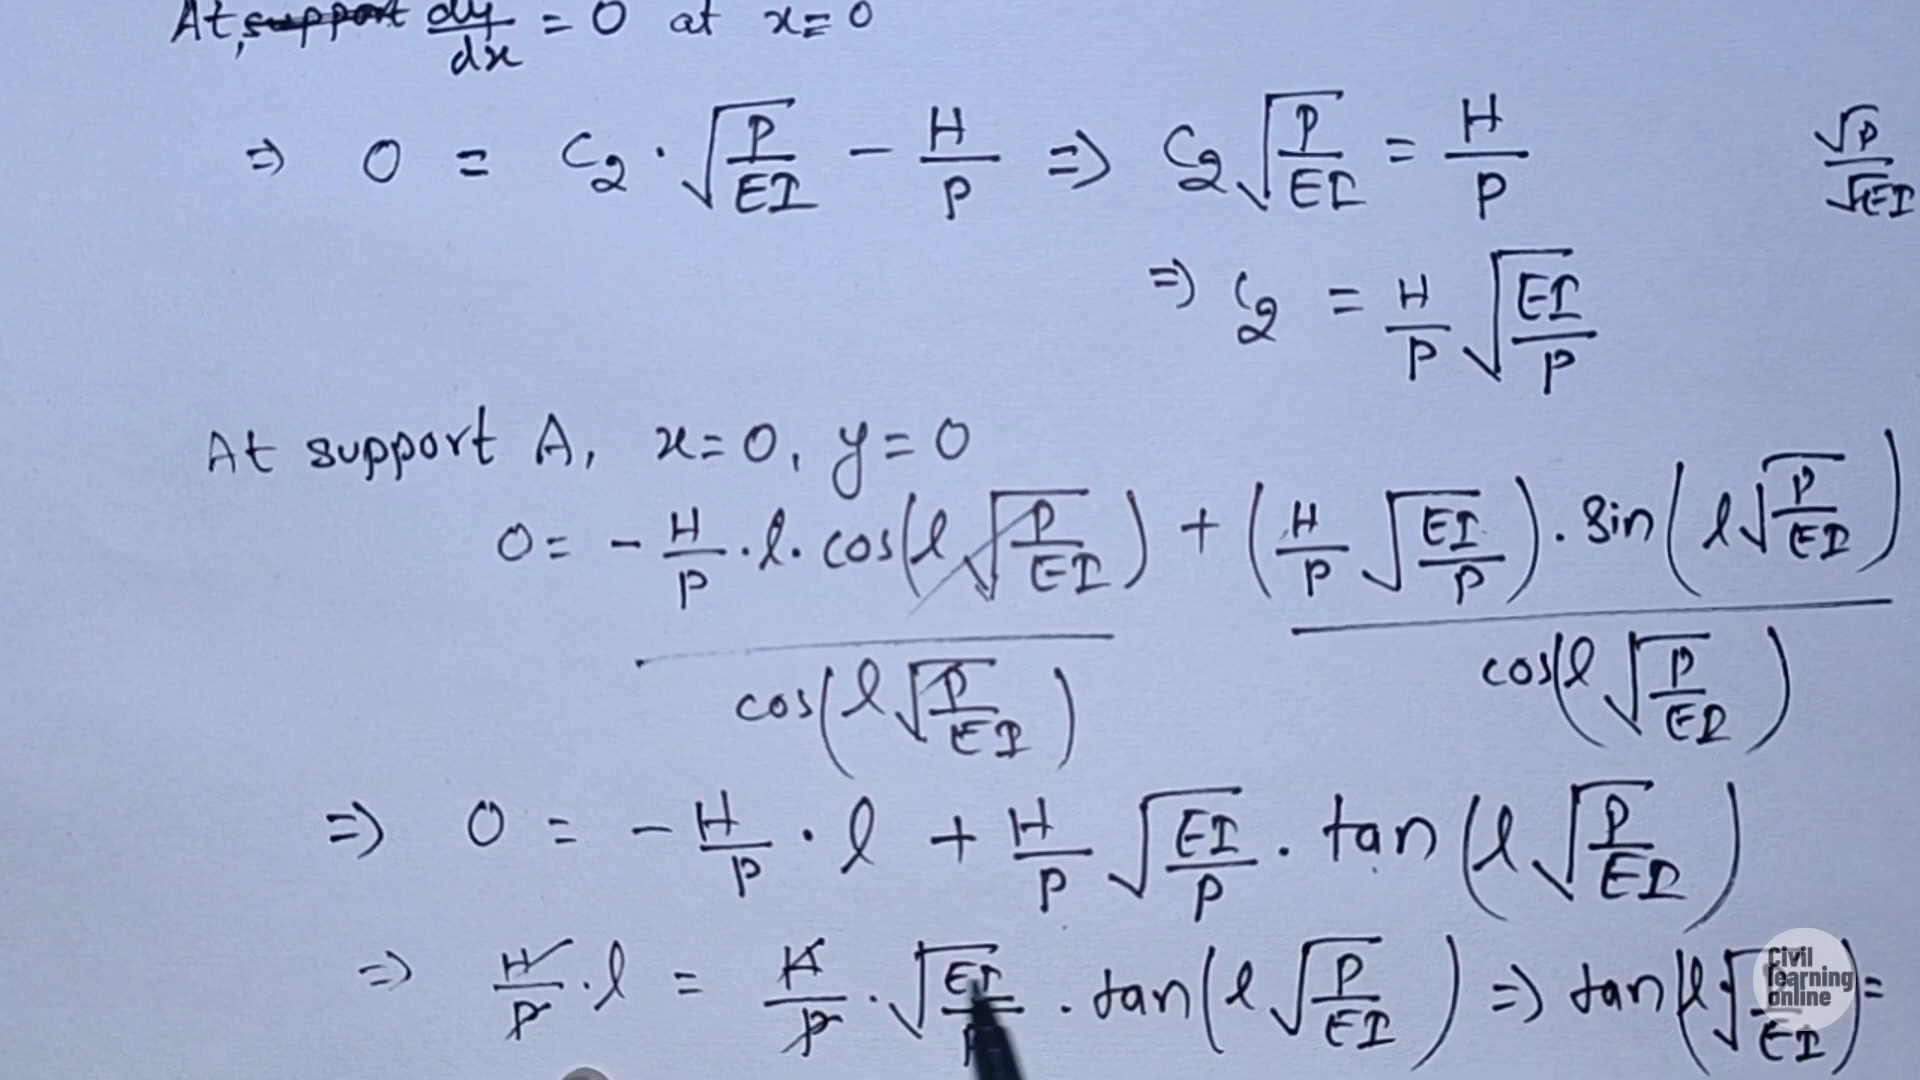 At, support dy/dx = 0 at x = 0
⇒ 0 = C₂ · √(P/EI) − H/P ⇒ C₂ √(P/EI) = H/P
√P/√EI
⇒ C₂ = H/P √(EI/P)
At support A, x = 0, y = 0
0 = − H/P · l · cos(l √(P/EI)) + (H/P √(EI/P)) · sin(l √(P/EI))
cos(l √(P/EI)) cos(l √(P/EI))
⇒ 0 = − H/P · l + H/P √(EI/P) · tan(l √(P/EI))
⇒ H/P · l = H/P · √(EI/P) · tan(l √(P/EI)) ⇒ tan(l √(P/EI)) =
Civil learning online